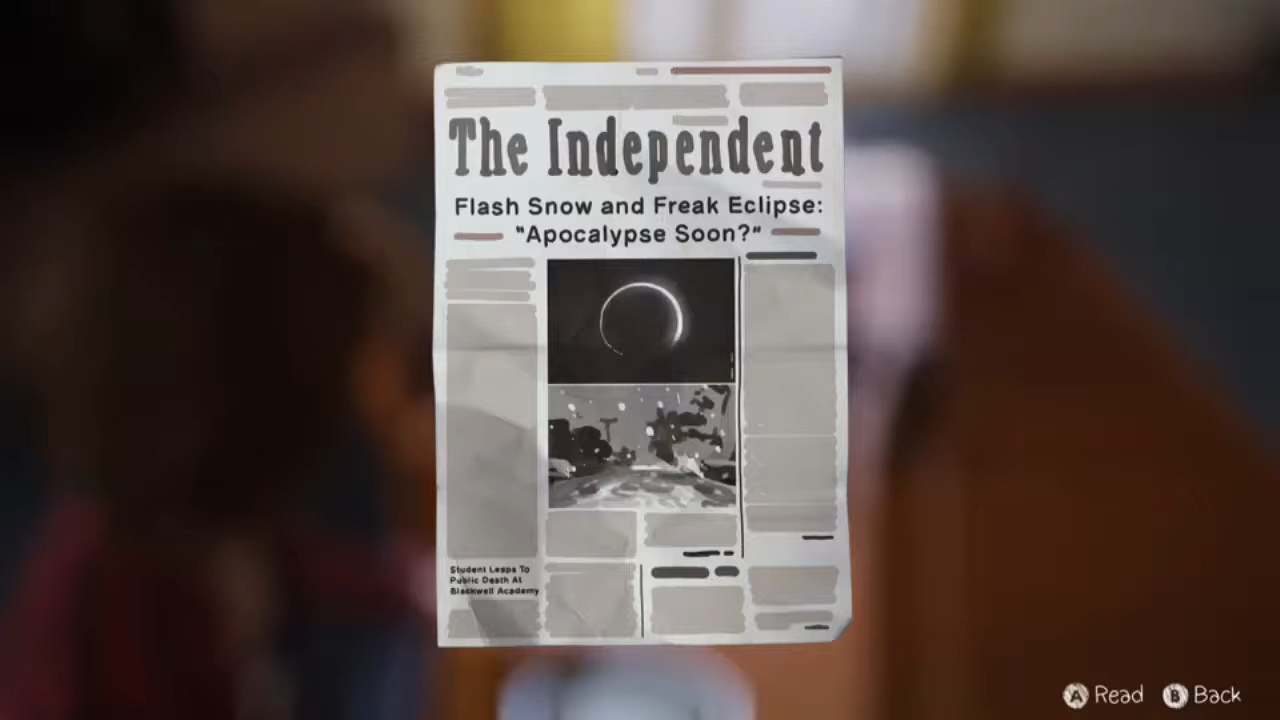 The Independent
Flash Snow and Freak Eclipse:
"Apocalypse Soon?"
Student Leaps To
Public Death At
Blackwell Academy
A Read B Back